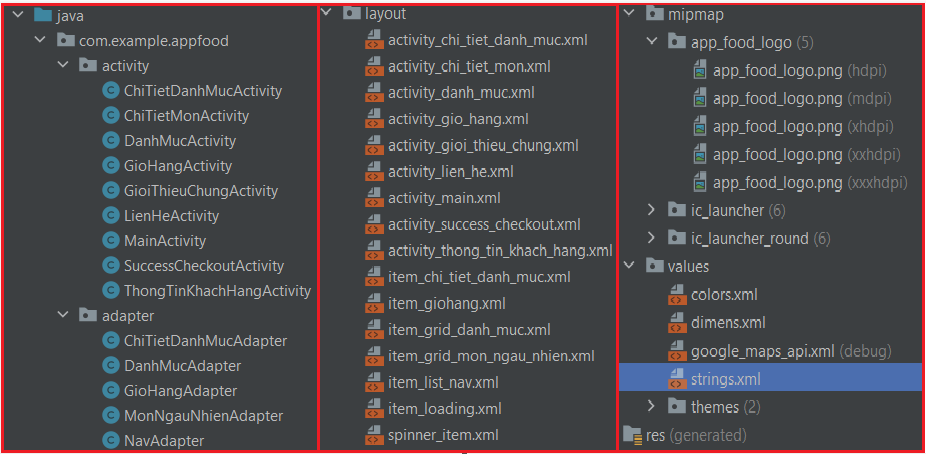 java
com.example.appfood
activity
ChiTietDanhMucActivity
ChiTietMonActivity
DanhMucActivity
GioHangActivity
GioiThieuChungActivity
LienHeActivity
MainActivity
SuccessCheckoutActivity
ThongTinKhachHangActivity
adapter
ChiTietDanhMucAdapter
DanhMucAdapter
GioHangAdapter
MonNgauNhienAdapter
NavAdapter
layout
activity_chi_tiet_danh_muc.xml
activity_chi_tiet_mon.xml
activity_danh_muc.xml
activity_gio_hang.xml
activity_gioi_thieu_chung.xml
activity_lien_he.xml
activity_main.xml
activity_success_checkout.xml
activity_thong_tin_khach_hang.xml
item_chi_tiet_danh_muc.xml
item_giohang.xml
item_grid_danh_muc.xml
item_grid_mon_ngau_nhien.xml
item_list_nav.xml
item_loading.xml
spinner_item.xml
mipmap
app_food_logo (5)
app_food_logo.png (hdpi)
app_food_logo.png (mdpi)
app_food_logo.png (xhdpi)
app_food_logo.png (xxhdpi)
app_food_logo.png (xxxhdpi)
ic_launcher (6)
ic_launcher_round (6)
values
colors.xml
dimens.xml
google_maps_api.xml (debug)
strings.xml
themes (2)
res (generated)